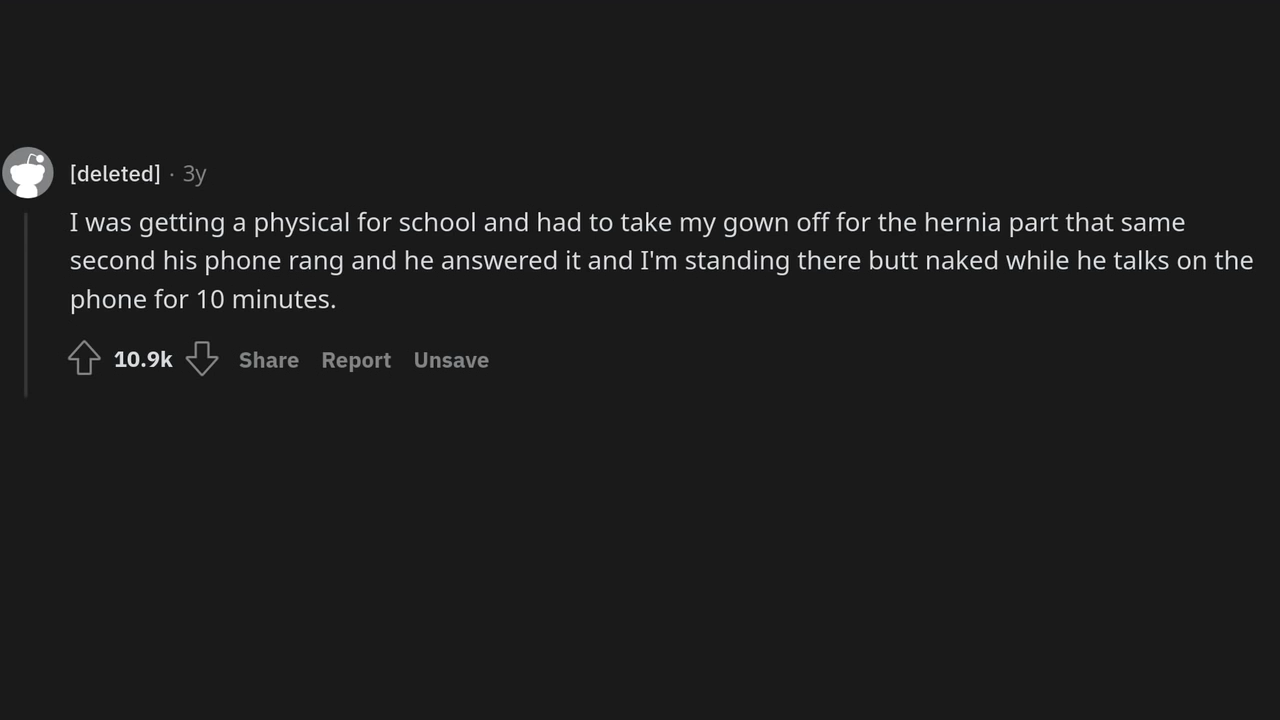 [deleted] · 3y
I was getting a physical for school and had to take my gown off for the hernia part that same
second his phone rang and he answered it and I'm standing there butt naked while he talks on the
phone for 10 minutes.
10.9k Share Report Unsave